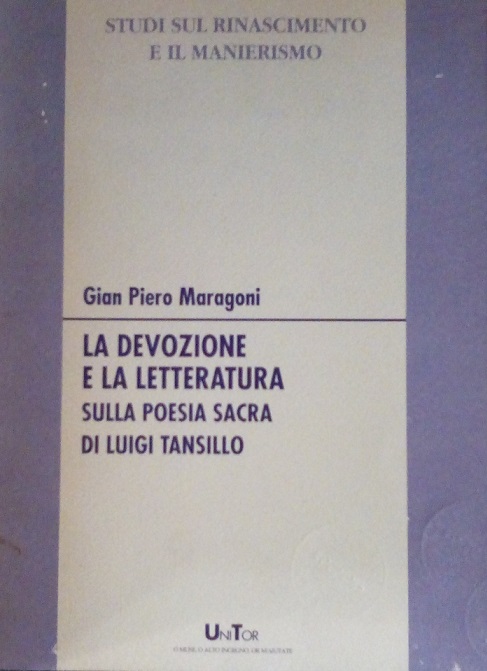 STUDI SUL RINASCIMENTO
E IL MANIERISMO
Gian Piero Maragoni
LA DEVOZIONE
E LA LETTERATURA
SULLA POESIA SACRA
DI LUIGI TANSILLO
UNITOR